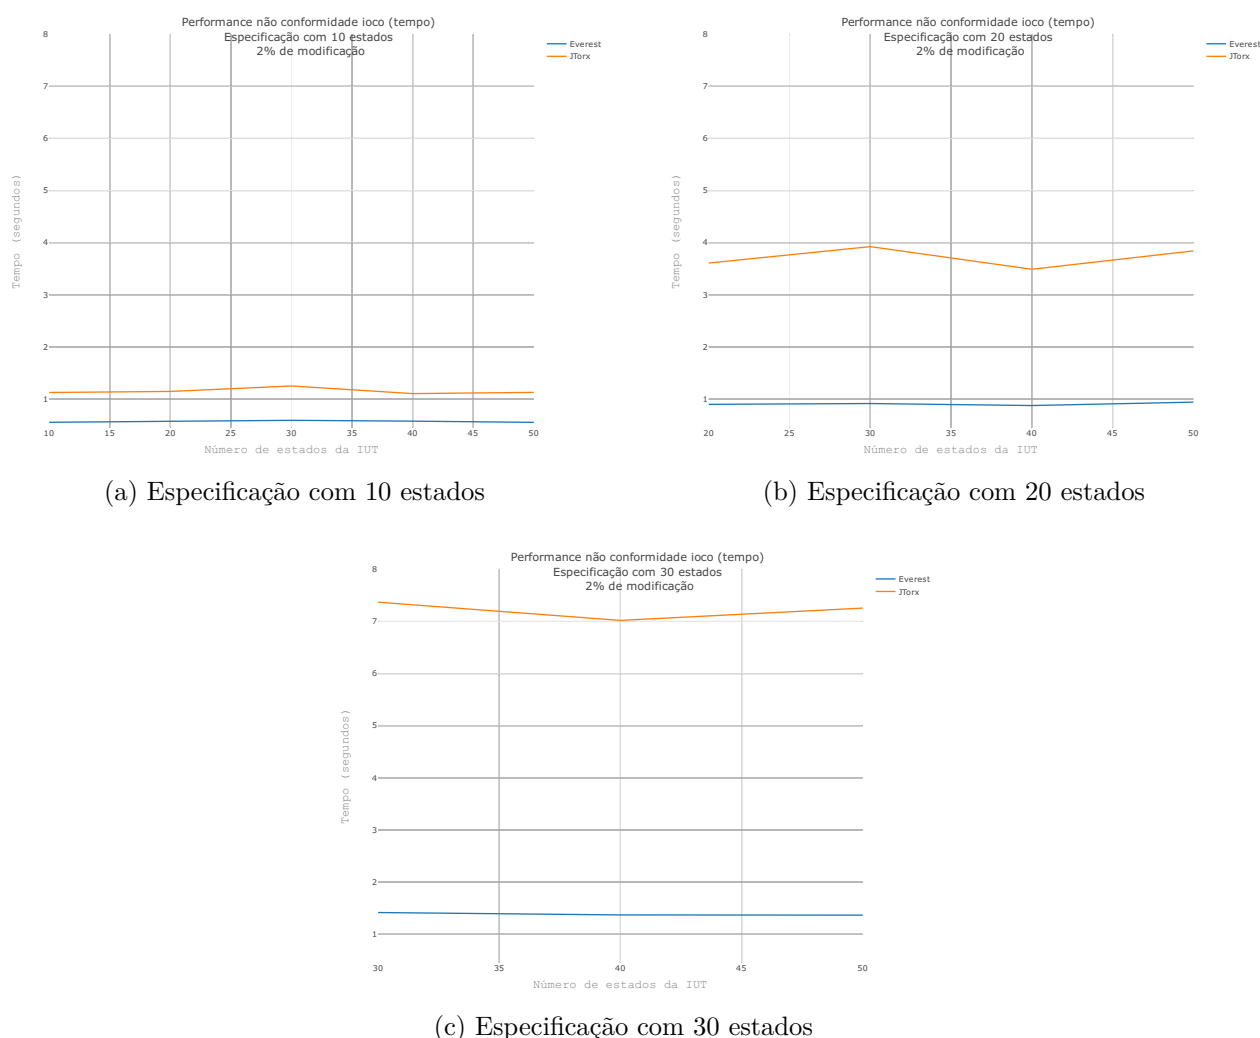 Performance não conformidade ioco (tempo)
Especificação com 10 estados
2% de modificação
Everest
JTorx
8
7
6
5
4
3
2
1
Tempo (segundos)
10 15 20 25 30 35 40 45 50
Número de estados da IUT
(a) Especificação com 10 estados
Performance não conformidade ioco (tempo)
Especificação com 20 estados
2% de modificação
Everest
JTorx
8
7
6
5
4
3
2
1
Tempo (segundos)
20 25 30 35 40 45 50
Número de estados da IUT
(b) Especificação com 20 estados
Performance não conformidade ioco (tempo)
Especificação com 30 estados
2% de modificação
Everest
JTorx
8
7
6
5
4
3
2
1
Tempo (segundos)
30 35 40 45 50
Número de estados da IUT
(c) Especificação com 30 estados